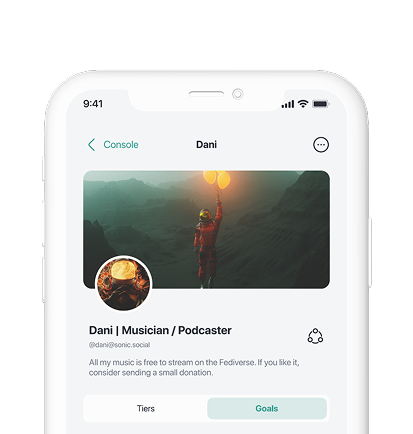 9:41
Console
Dani
Dani | Musician / Podcaster
@dani@sonic.social
All my music is free to stream on the Fediverse. If you like it,
consider sending a small donation.
Tiers
Goals